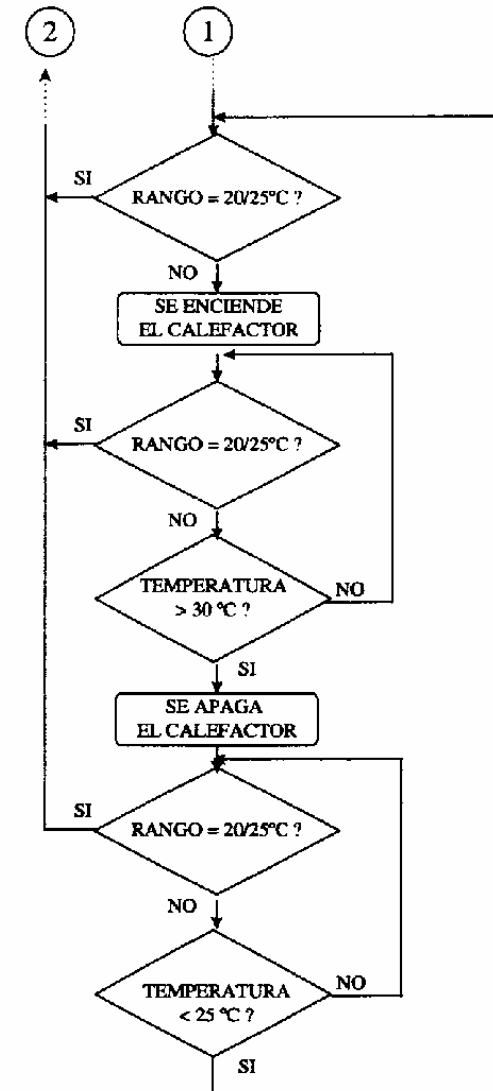 2
1
SI
RANGO = 20/25°C ?
NO
SE ENCIENDE
EL CALEFACTOR
SI
RANGO = 20/25°C ?
NO
TEMPERATURA
> 30 °C ?
NO
SI
SE APAGA
EL CALEFACTOR
SI
RANGO = 20/25°C ?
NO
TEMPERATURA
< 25 °C ?
NO
SI